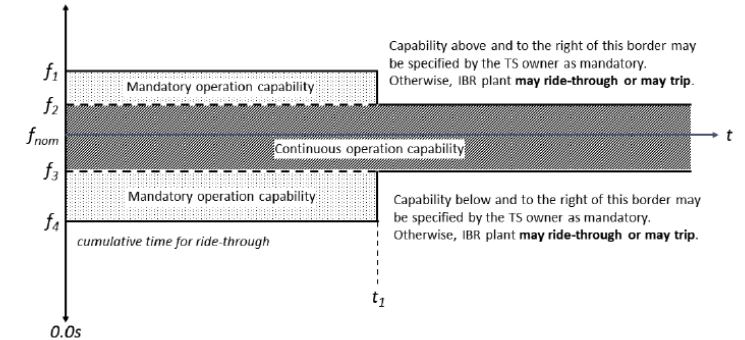 Capability above and to the right of this border may
be specified by the TS owner as mandatory.
Otherwise, IBR plant may ride-through or may trip.
f1
Mandatory operation capability
f2
fnom
t
Continuous operation capability
f3
Mandatory operation capability
Capability below and to the right of this border may
be specified by the TS owner as mandatory.
Otherwise, IBR plant may ride-through or may trip.
f4
cumulative time for ride-through
t1
0.0s